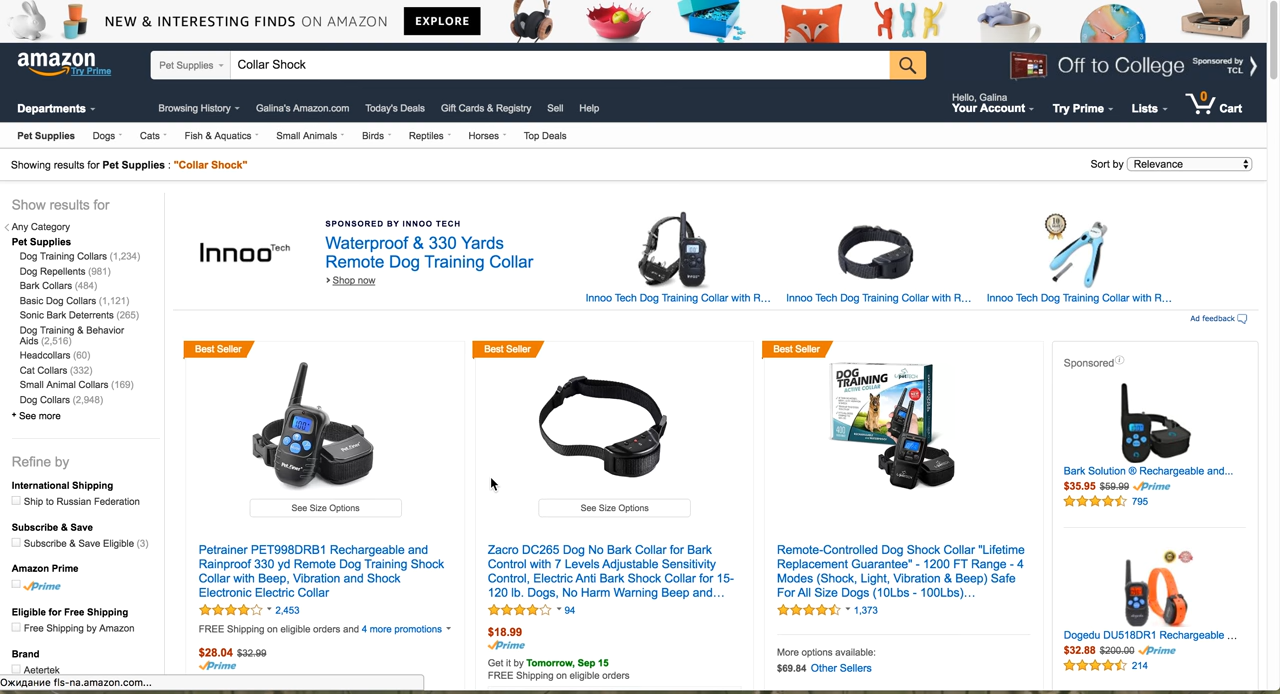 NEW & INTERESTING FINDS ON AMAZON
EXPLORE
amazon
Try Prime
Pet Supplies
Collar Shock
Off to College
Sponsored by
TCL
Departments
Browsing History
Galina's Amazon.com
Today's Deals
Gift Cards & Registry
Sell
Help
Hello, Galina
Your Account
Try Prime
Lists
0
Cart
Pet Supplies
Dogs
Cats
Fish & Aquatics
Small Animals
Birds
Reptiles
Horses
Top Deals
Showing results for Pet Supplies : "Collar Shock"
Sort by
Relevance
Show results for
Any Category
Pet Supplies
Dog Training Collars (1,234)
Dog Repellents (981)
Bark Collars (484)
Basic Dog Collars (1,121)
Sonic Bark Deterrents (265)
Dog Training & Behavior
Aids (2,516)
Headcollars (60)
Cat Collars (332)
Small Animal Collars (169)
Dog Collars (2,948)
+ See more
Refine by
International Shipping
Ship to Russian Federation
Subscribe & Save
Subscribe & Save Eligible (3)
Amazon Prime
Prime
Eligible for Free Shipping
Free Shipping by Amazon
Brand
Aetertek
Ожидание fls-na.amazon.com...
Innoo Tech
SPONSORED BY INNOO TECH
Waterproof & 330 Yards
Remote Dog Training Collar
Shop now
Innoo Tech Dog Training Collar with R...
Innoo Tech Dog Training Collar with R...
Innoo Tech Dog Training Collar with R...
Ad feedback
Best Seller
See Size Options
Petrainer PET998DRB1 Rechargeable and
Rainproof 330 yd Remote Dog Training Shock
Collar with Beep, Vibration and Shock
Electronic Electric Collar
2,453
FREE Shipping on eligible orders and 4 more promotions
$28.04 $32.99
Prime
Best Seller
See Size Options
Zacro DC265 Dog No Bark Collar for Bark
Control with 7 Levels Adjustable Sensitivity
Control, Electric Anti Bark Shock Collar for 15-
120 lb. Dogs, No Harm Warning Beep and...
94
$18.99
Prime
Get it by Tomorrow, Sep 15
FREE Shipping on eligible orders
Best Seller
DOG
TRAINING
ACTIVE COLLAR
Remote-Controlled Dog Shock Collar "Lifetime
Replacement Guarantee" - 1200 FT Range - 4
Modes (Shock, Light, Vibration & Beep) Safe
For All Size Dogs (10Lbs - 100Lbs)...
1,373
More options available:
$69.84 Other Sellers
Sponsored
Bark Solution ® Rechargeable and...
$35.95 $59.99 Prime
795
Dogedu DU518DR1 Rechargeable ...
$32.88 $200.00 Prime
214